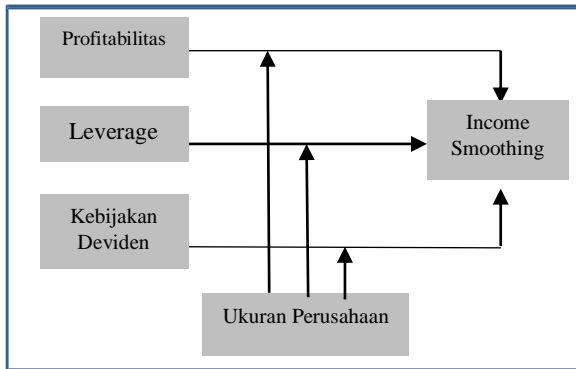 Profitabilitas
Leverage
Income
Smoothing
Kebijakan
Deviden
Ukuran Perusahaan